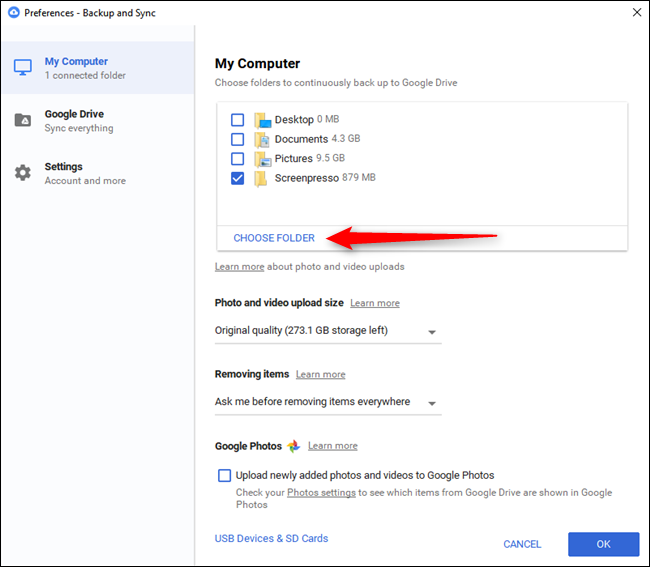 Preferences - Backup and Sync
My Computer
1 connected folder
Google Drive
Sync everything
Settings
Account and more
My Computer
Choose folders to continuously back up to Google Drive
Desktop 0 MB
Documents 4.3 GB
Pictures 9.5 GB
Screenpresso 879 MB
CHOOSE FOLDER
Learn more about photo and video uploads
Photo and video upload size Learn more
Original quality (273.1 GB storage left)
Removing items Learn more
Ask me before removing items everywhere
Google Photos Learn more
Upload newly added photos and videos to Google Photos
Check your Photos settings to see which items from Google Drive are shown in Google
Photos
USB Devices & SD Cards
CANCEL
OK